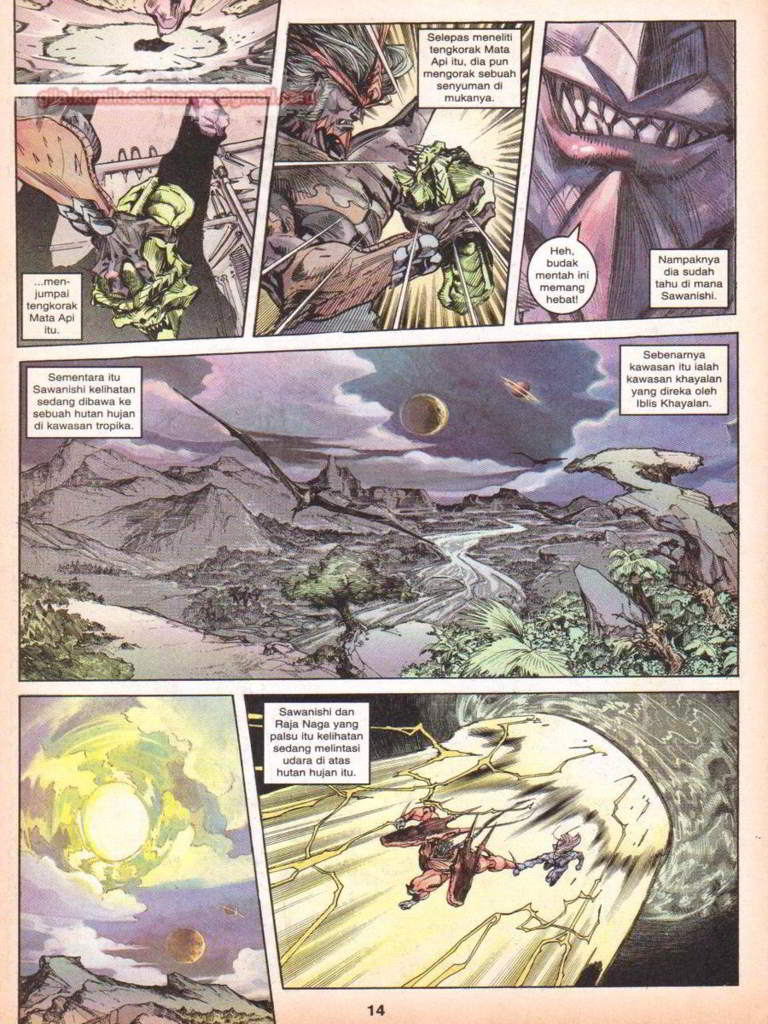 ...men-
jumpai
tengkorak
Mata Api
itu.
Selepas meneliti
tengkorak Mata
Api itu, dia pun
mengorak sebuah
senyuman di
mukanya.
Heh,
budak
mentah ini
memang
hebat!
Nampaknya
dia sudah
tahu di mana
Sawanishi.
Sementara itu
Sawanishi kelihatan
sedang dibawa ke
sebuah hutan hujan
di kawasan tropika.
Sebenarnya
kawasan itu ialah
kawasan khayalan
yang direka oleh
Iblis Khayalan.
Sawanishi dan
Raja Naga yang
palsu itu kelihatan
sedang melintasi
udara di atas
hutan hujan itu.
14